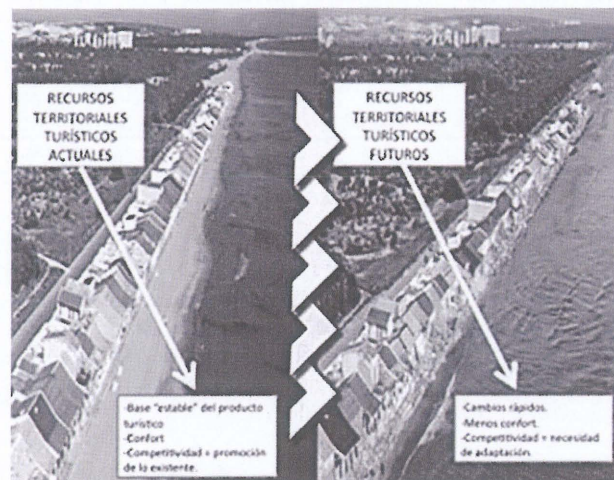 RECURSOS
TERRITORIALES
TURÍSTICOS
ACTUALES
-Base "estable" del producto
turístico
-Confort
-Competitividad = promoción
de lo existente.
RECURSOS
TERRITORIALES
TURÍSTICOS
FUTUROS
-Cambios rápidos.
-Menos confort.
-Competitividad = necesidad
de adaptación.